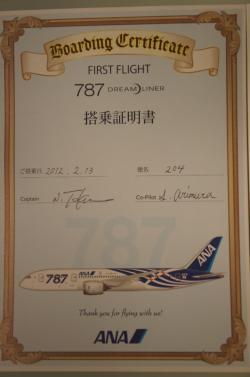 Boarding Certificate
FIRST FLIGHT
787 DREAMLINER
搭乗証明書
ご搭乗日 2012.2.13 便名 204
Captain Co-Pilot
787
787 ANA
ANA
Thank you for flying with us!
ANA